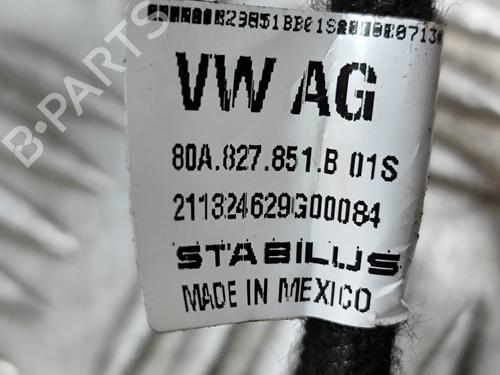 VW AG
80A.827.851.B 01S
211324629G00084
STABILUS
MADE IN MEXICO
B-PARTS